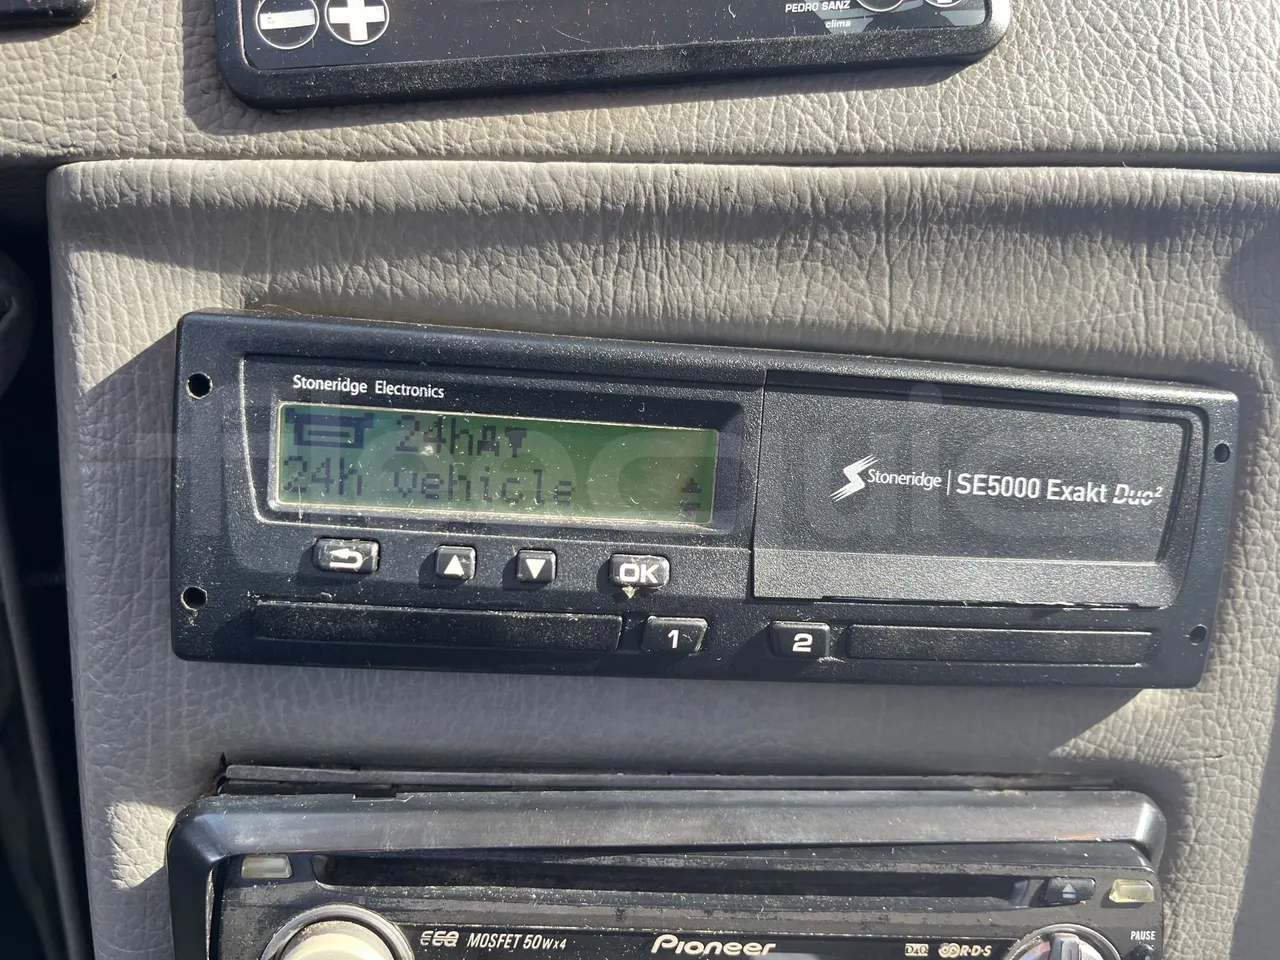 PEDRO SANZ
clima
Stoneridge Electronics
24h
24h vehicle
Stoneridge | SE5000 Exakt Duo²
OK
1
2
MOSFET 50Wx4
Pioneer
R·D·S
PAUSE